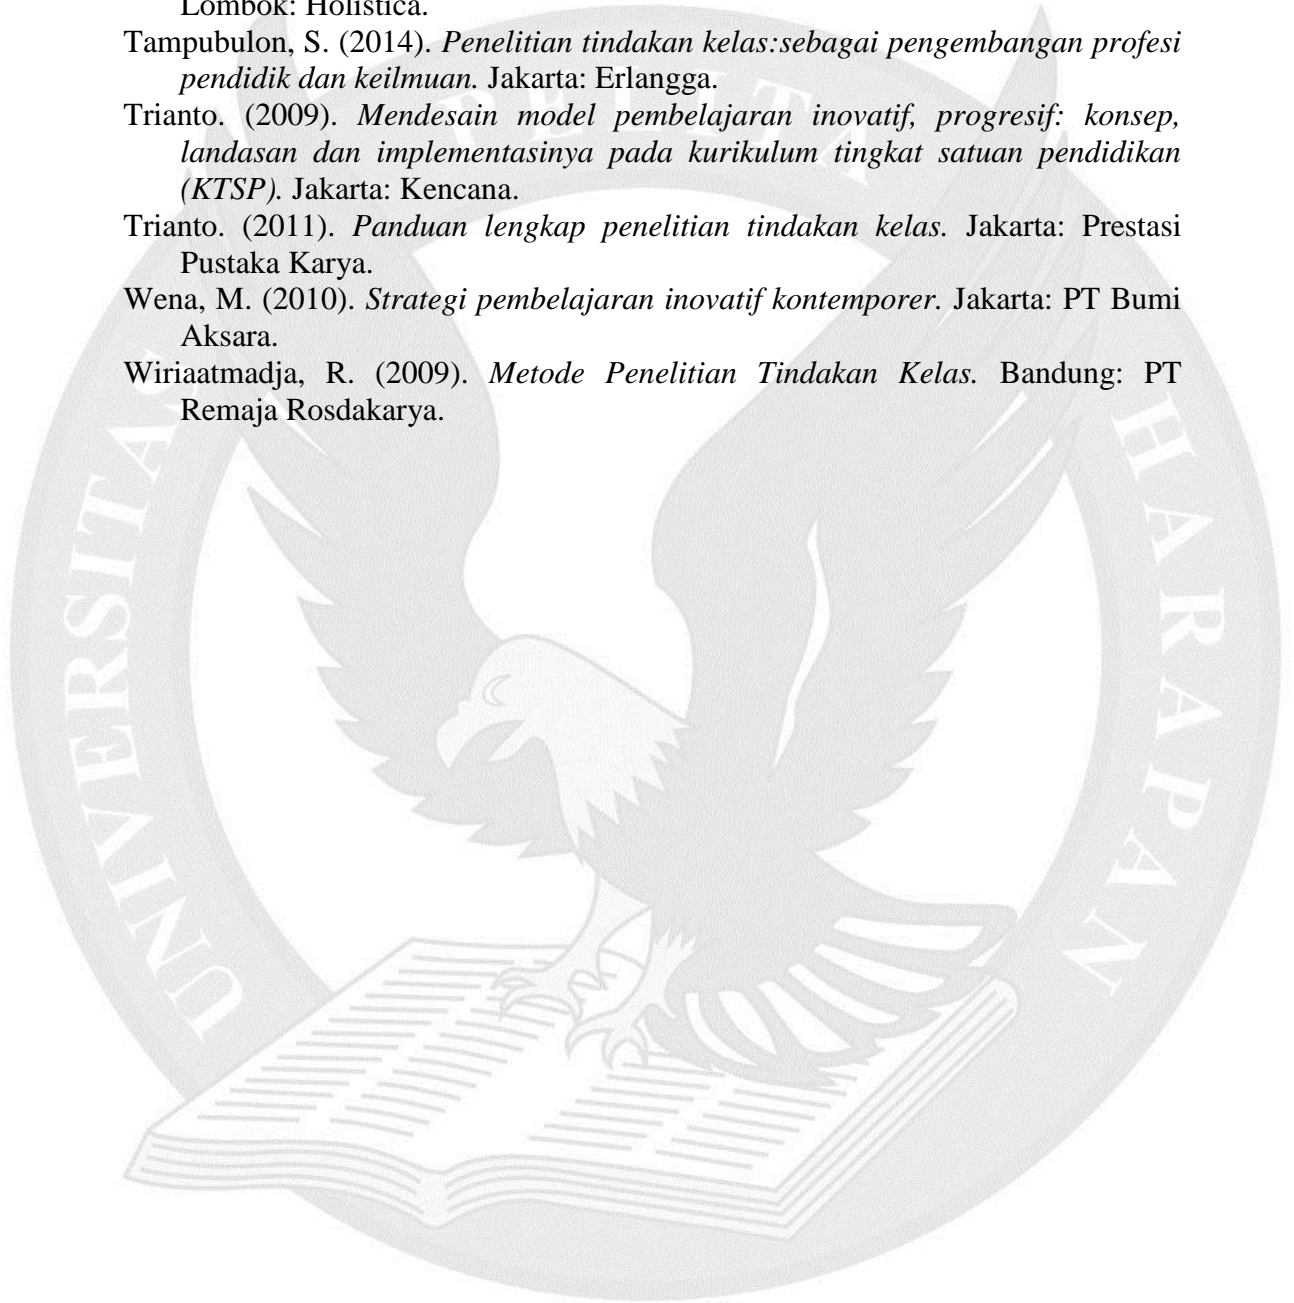 Lombok: Holistica.
Tampubulon, S. (2014). Penelitian tindakan kelas:sebagai pengembangan profesi
pendidik dan keilmuan. Jakarta: Erlangga.
Trianto. (2009). Mendesain model pembelajaran inovatif, progresif: konsep,
landasan dan implementasinya pada kurikulum tingkat satuan pendidikan
(KTSP). Jakarta: Kencana.
Trianto. (2011). Panduan lengkap penelitian tindakan kelas. Jakarta: Prestasi
Pustaka Karya.
Wena, M. (2010). Strategi pembelajaran inovatif kontemporer. Jakarta: PT Bumi
Aksara.
Wiriaatmadja, R. (2009). Metode Penelitian Tindakan Kelas. Bandung: PT
Remaja Rosdakarya.
UNIVERSITAS PELITA HARAPAN